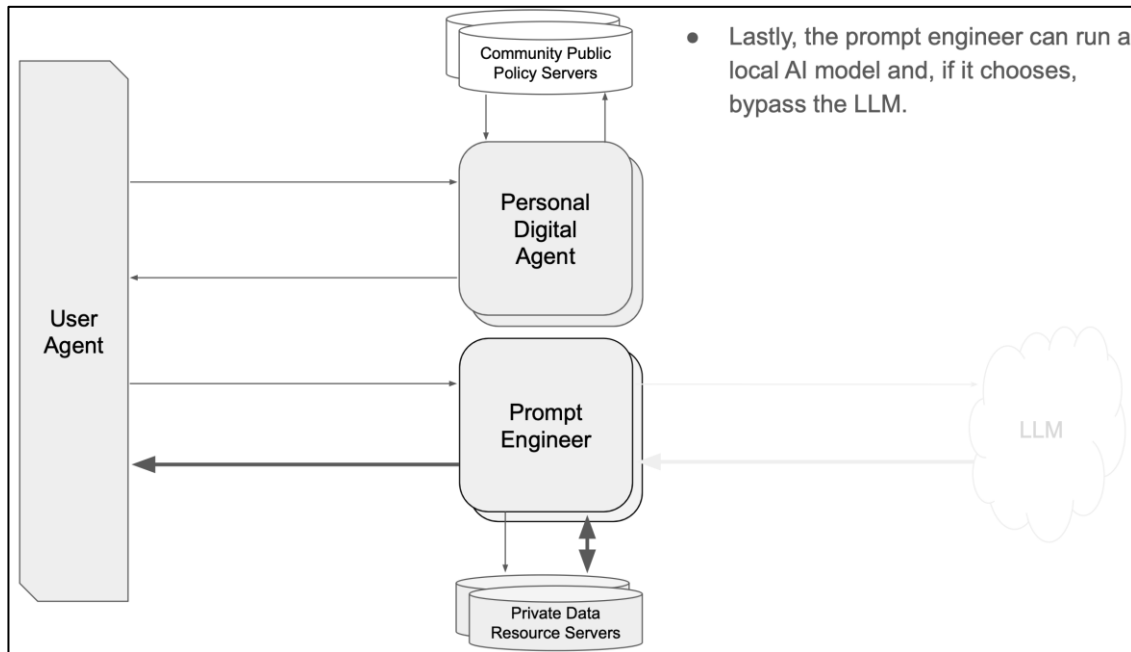 Community Public
Policy Servers
● Lastly, the prompt engineer can run a
local AI model and, if it chooses,
bypass the LLM.
Personal
Digital
Agent
User
Agent
Prompt
Engineer
LLM
Private Data
Resource Servers